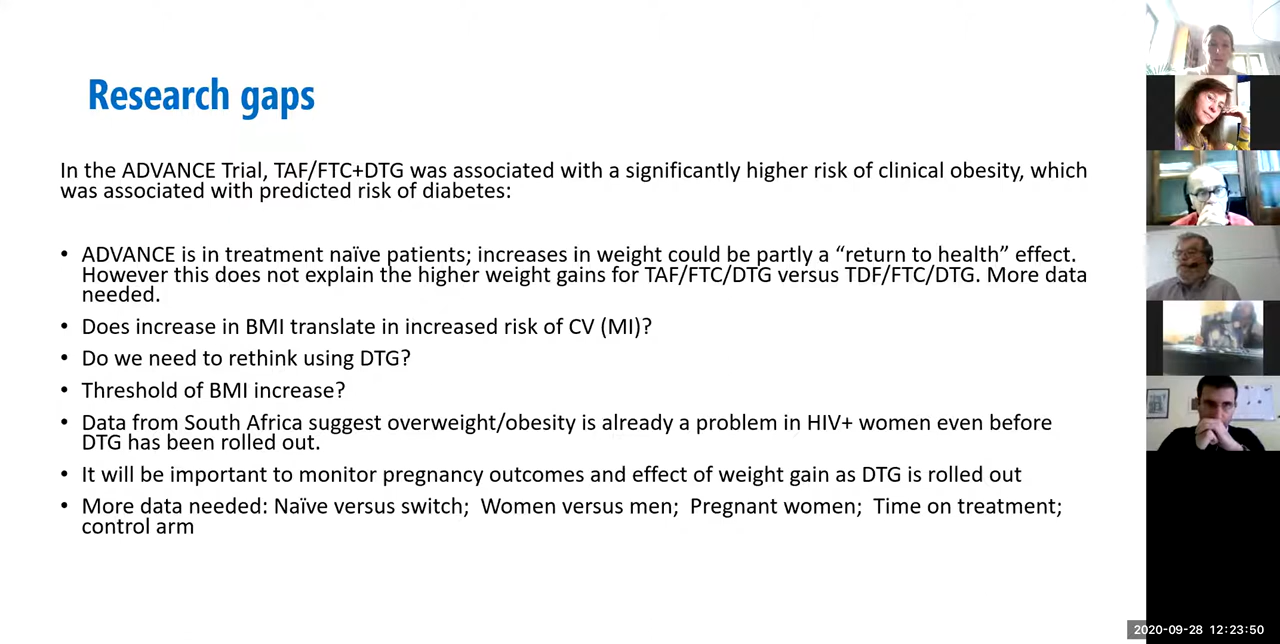 Research gaps
In the ADVANCE Trial, TAF/FTC+DTG was associated with a significantly higher risk of clinical obesity, which
was associated with predicted risk of diabetes:
• ADVANCE is in treatment naïve patients; increases in weight could be partly a “return to health” effect.
However this does not explain the higher weight gains for TAF/FTC/DTG versus TDF/FTC/DTG. More data
needed.
• Does increase in BMI translate in increased risk of CV (MI)?
• Do we need to rethink using DTG?
• Threshold of BMI increase?
• Data from South Africa suggest overweight/obesity is already a problem in HIV+ women even before
DTG has been rolled out.
• It will be important to monitor pregnancy outcomes and effect of weight gain as DTG is rolled out
• More data needed: Naïve versus switch; Women versus men; Pregnant women; Time on treatment;
control arm
2020-09-28 12:23:50